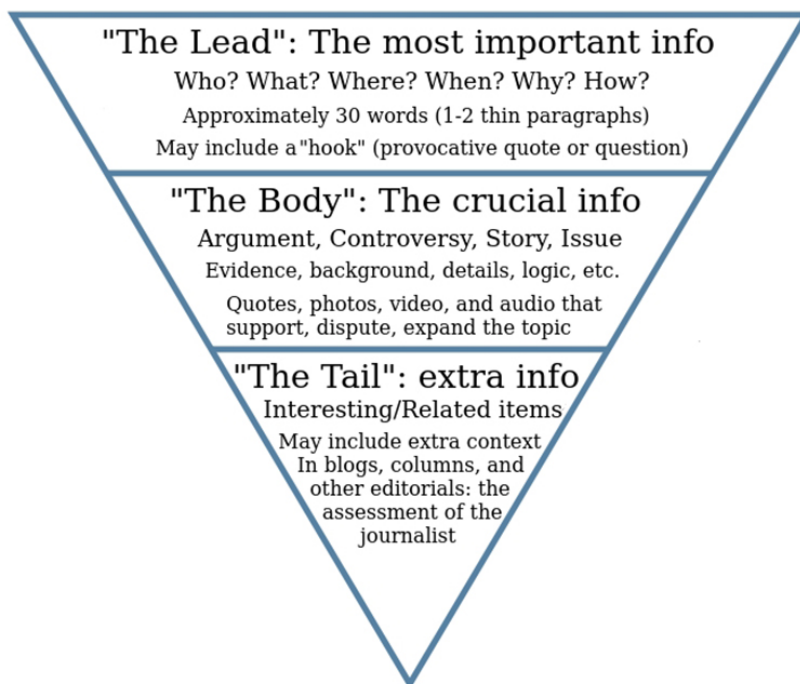 "The Lead": The most important info
Who? What? Where? When? Why? How?
Approximately 30 words (1-2 thin paragraphs)
May include a "hook" (provocative quote or question)
"The Body": The crucial info
Argument, Controversy, Story, Issue
Evidence, background, details, logic, etc.
Quotes, photos, video, and audio that
support, dispute, expand the topic
"The Tail": extra info
Interesting/Related items
May include extra context
In blogs, columns, and
other editorials: the
assessment of the
journalist